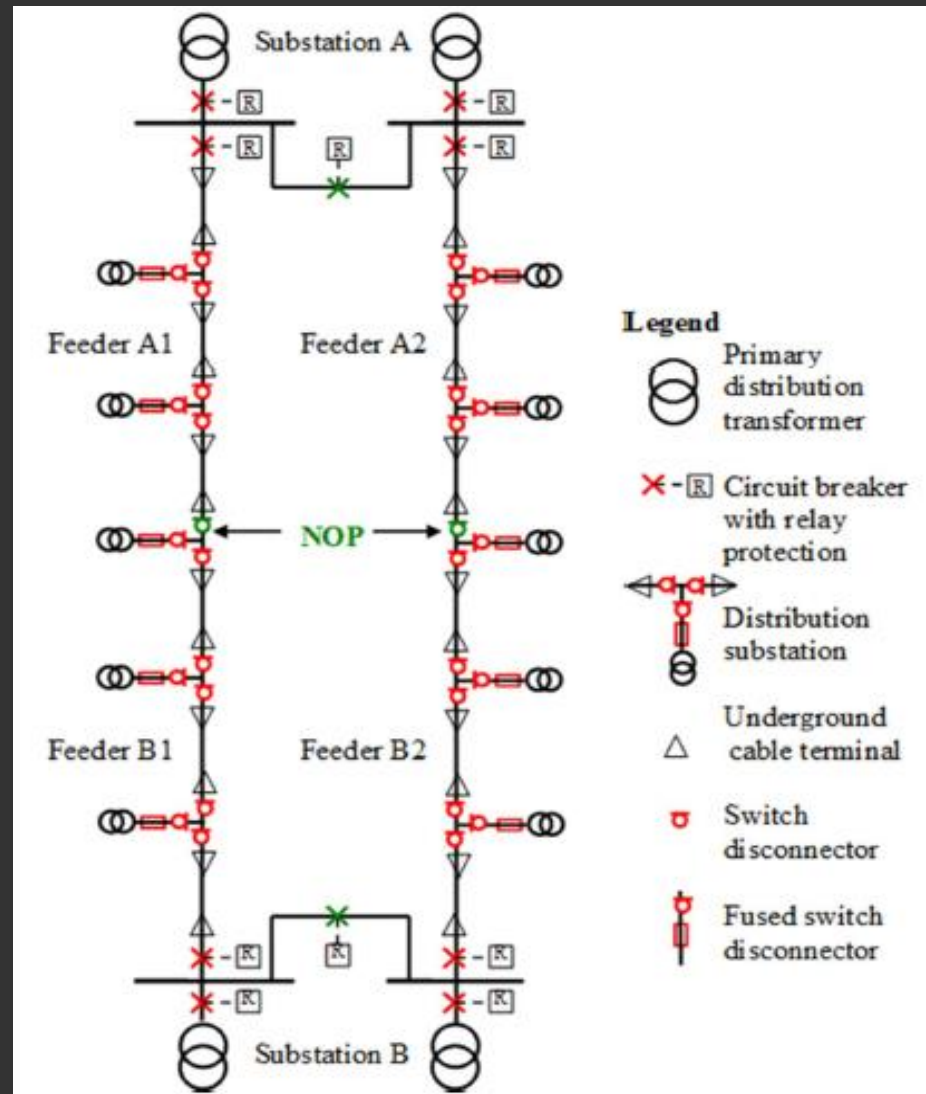 Substation A
R
R
R
R
R
Feeder A1
Feeder A2
NOP
Feeder B1
Feeder B2
R
R
R
R
R
Substation B
Legend
Primary
distribution
transformer
R
Circuit breaker
with relay
protection
Distribution
substation
Underground
cable terminal
Switch
disconnector
Fused switch
disconnector